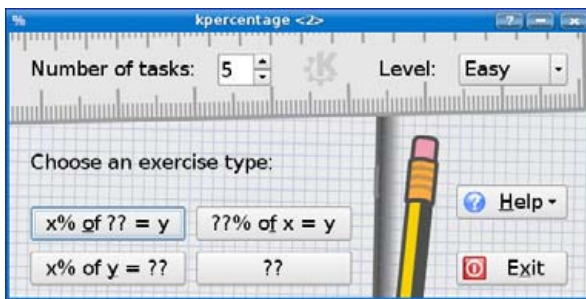 % kpercentage <2> ?
Number of tasks: 5 Level: Easy
Choose an exercise type:
x% of ?? = y ??% of x = y
? Help
x% of y = ?? ??
Exit